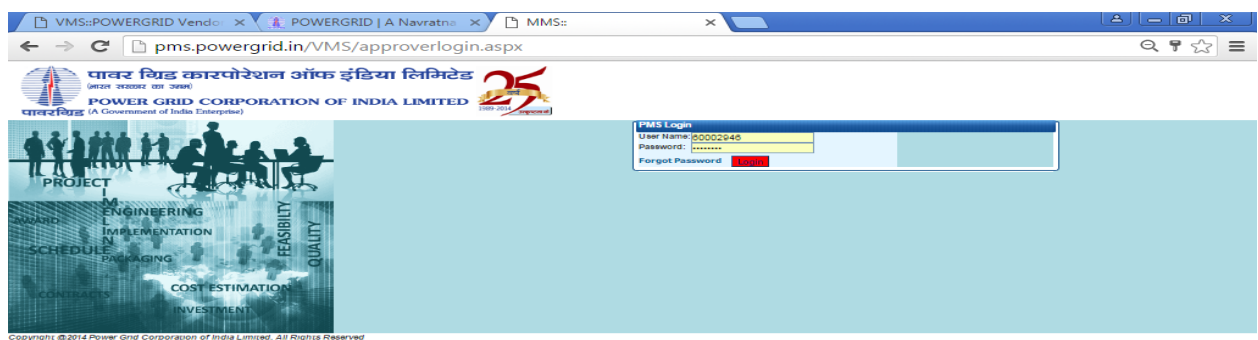 VMS::POWERGRID Vendo
POWERGRID | A Navratna
MMS::
pms.powergrid.in/VMS/approverlogin.aspx
पावर ग्रिड कारपोरेशन ऑफ इंडिया लिमिटेड
(भारत सरकार का उद्यम)
POWER GRID CORPORATION OF INDIA LIMITED
पावरग्रिड (A Government of India Enterprise)
25
1989-2014
PMS Login
User Name: 60002946
Password: ••••••••
Forgot Password Login
PROJECT
TIMELINE
AWARD
ENGINEERING
IMPLEMENTATION
SCHEDULE
PACKAGING
FEASIBILTY
QUALITY
COST ESTIMATION
CONTRACTS
INVESTMENT
Copyright @2014 Power Grid Corporation of India Limited. All Rights Reserved